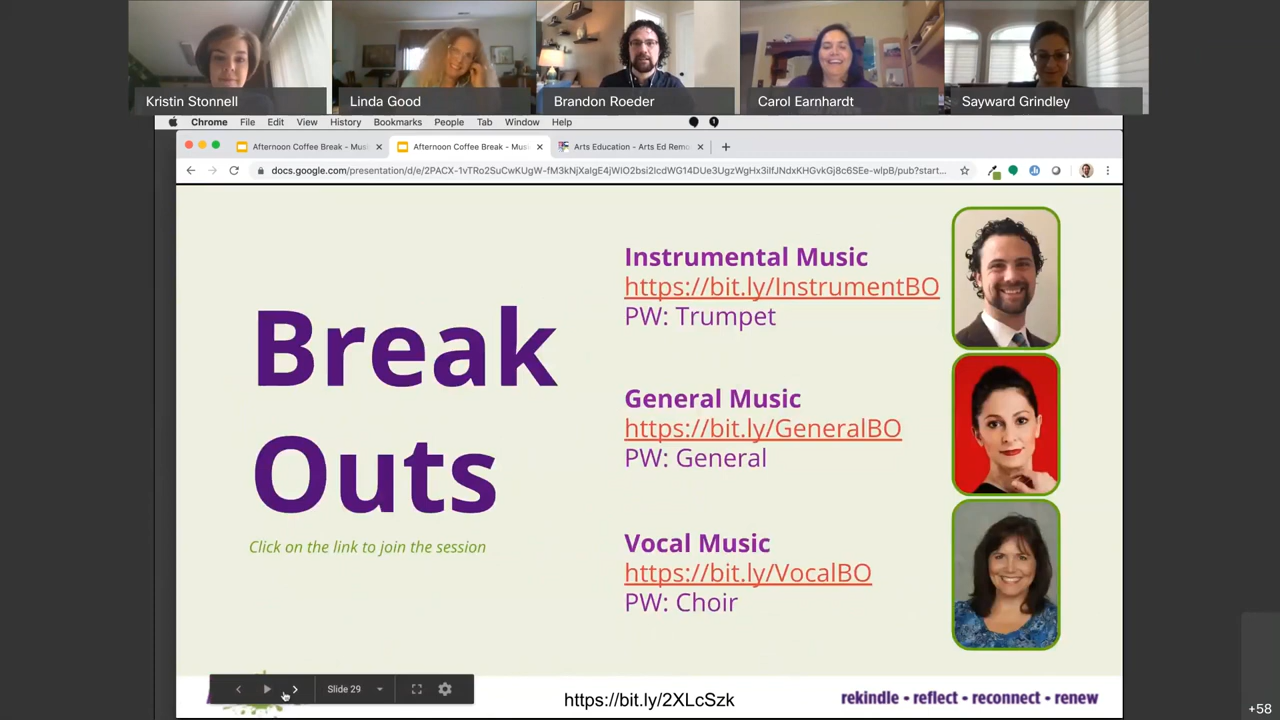 Kristin Stonnell
Linda Good
Brandon Roeder
Carol Earnhardt
Sayward Grindley
Chrome File Edit View History Bookmarks People Tab Window Help
Afternoon Coffee Break - Musi
Afternoon Coffee Break - Musi
Arts Education - Arts Ed Remo
docs.google.com/presentation/d/e/2PACX-1vTRo2SuCwKUgW-fM3kNjXaIgE4jWIO2bsi2lcdWG14DUe3UgzWgHx3iIfJNdxKHGvkGj8c6SEe-wlpB/pub?start...
Break
Outs
Click on the link to join the session
Instrumental Music
https://bit.ly/InstrumentBO
PW: Trumpet
General Music
https://bit.ly/GeneralBO
PW: General
Vocal Music
https://bit.ly/VocalBO
PW: Choir
Slide 29
https://bit.ly/2XLcSzk
rekindle • reflect • reconnect • renew
+58